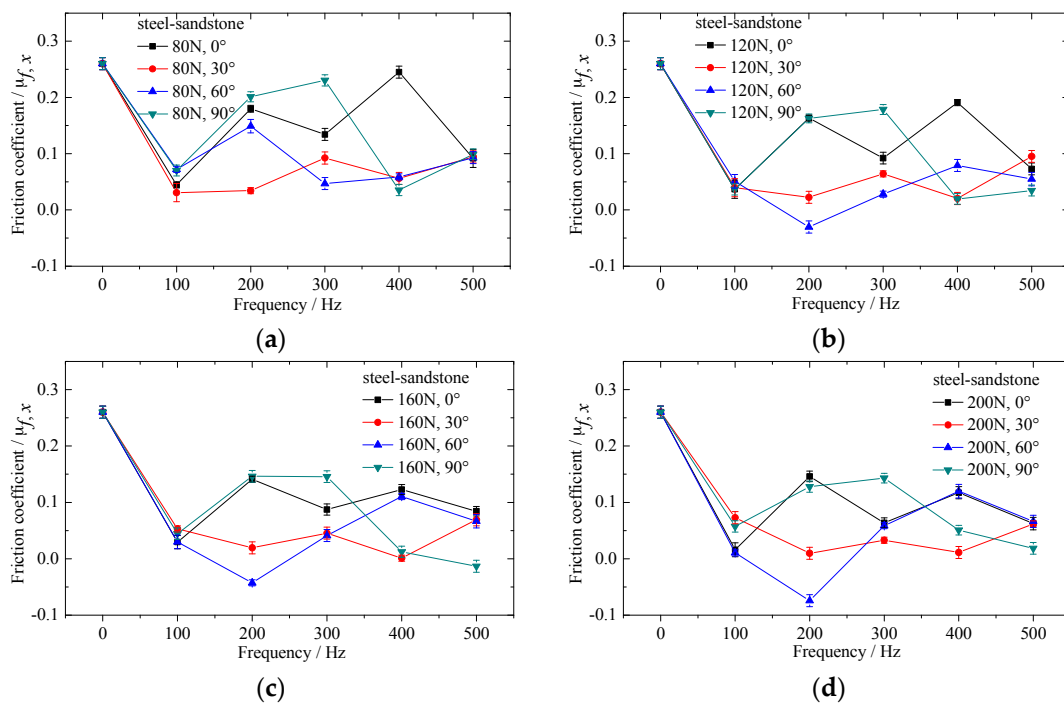 steel-sandstone
80N, 0°
80N, 30°
80N, 60°
80N, 90°
0.3
0.2
0.1
0.0
-0.1
Friction coefficient / μf, x
0 100 200 300 400 500
Frequency / Hz
(a)
steel-sandstone
120N, 0°
120N, 30°
120N, 60°
120N, 90°
0.3
0.2
0.1
0.0
-0.1
Friction coefficient / μf, x
0 100 200 300 400 500
Frequency / Hz
(b)
steel-sandstone
160N, 0°
160N, 30°
160N, 60°
160N, 90°
0.3
0.2
0.1
0.0
-0.1
Friction coefficient / μf, x
0 100 200 300 400 500
Frequency / Hz
(c)
steel-sandstone
200N, 0°
200N, 30°
200N, 60°
200N, 90°
0.3
0.2
0.1
0.0
-0.1
Friction coefficient / μf, x
0 100 200 300 400 500
Frequency / Hz
(d)